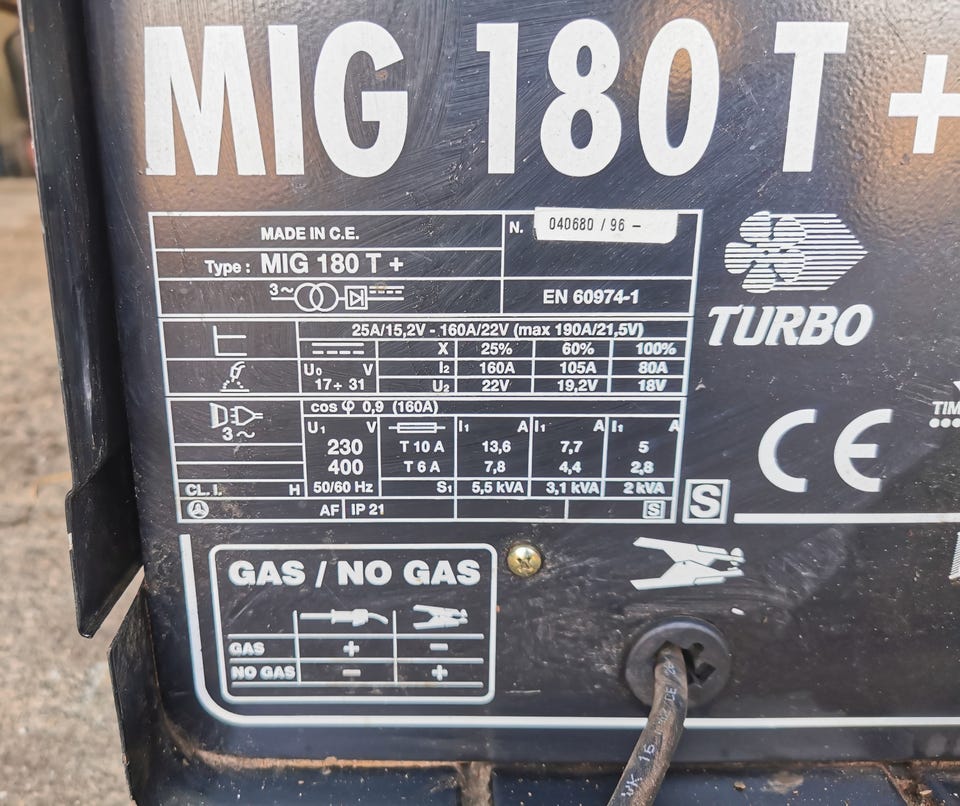 MIG 180 T +
MADE IN C.E.
N. 040680 / 96 -
Type : MIG 180 T +
3~
EN 60974-1
TURBO
25A/15,2V - 160A/22V (max 190A/21,5V)
X 25% 60% 100%
U0 V I2 160A 105A 80A
17÷ 31 U2 22V 19,2V 18V
cos φ 0,9 (160A)
3~
U1 V I1 A I1 A I1 A
230 T 10 A 13,6 7,7 5
400 T 6 A 7,8 4,4 2,8
CL. I. H 50/60 Hz S1 5,5 kVA 3,1 kVA 2 kVA
AF IP 21 S
S
CE
TIM
GAS / NO GAS
GAS + -
NO GAS - +